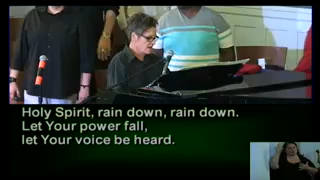 Holy Spirit, rain down, rain down.
Let Your power fall,
let Your voice be heard.